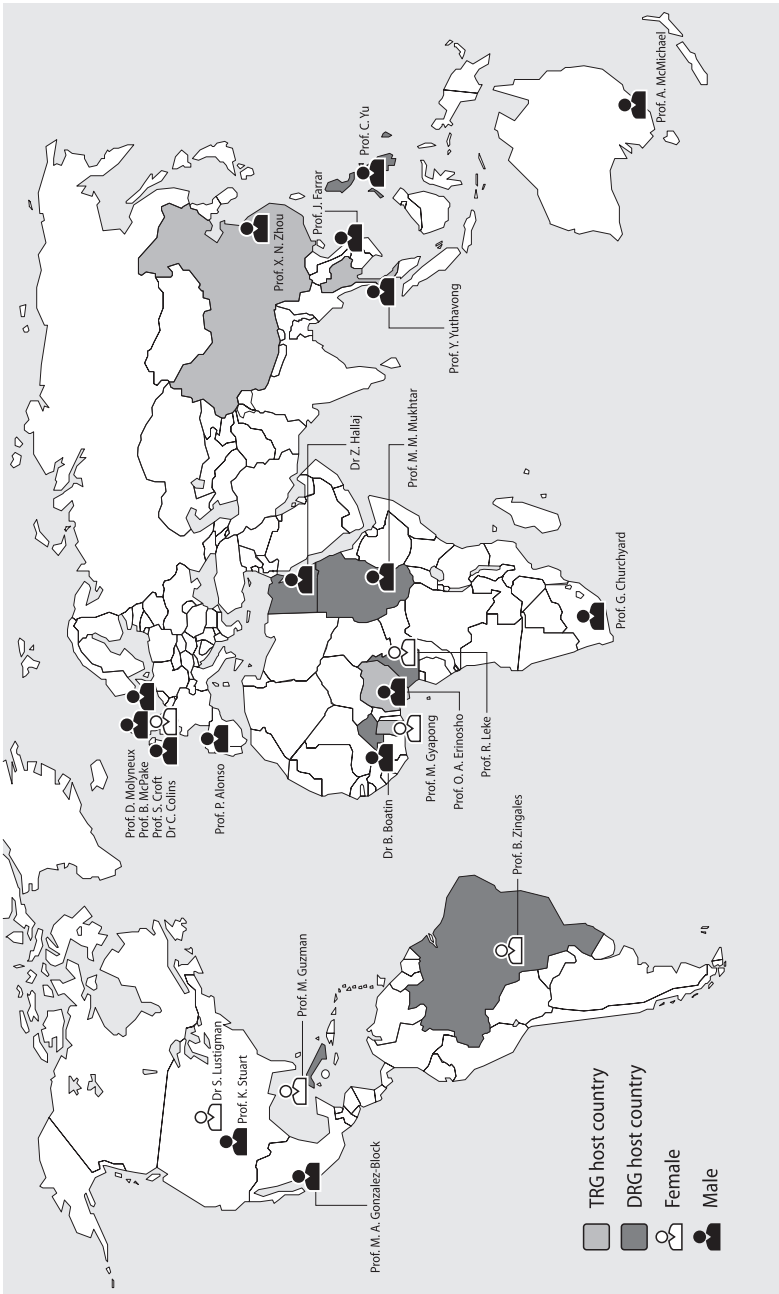 Prof. D. Molyneux
Prof. B. McPake
Prof. S. Croft
Dr C. Colins
Prof. P. Alonso
Dr S. Lustigman
Prof. K. Stuart
Prof. M. Guzman
Prof. M. A. Gonzalez-Block
Prof. B. Zingales
Dr B. Boatin
Prof. M. Gyapong
Prof. O. A. Erinosho
Prof. R. Leke
Dr Z. Hallaj
Prof. M. M. Mukhtar
Prof. G. Churchyard
Prof. X. N. Zhou
Prof. J. Farrar
Prof. C. Yu
Prof. Y. Yuthavong
Prof. A. McMichael
TRG host country
DRG host country
Female
Male